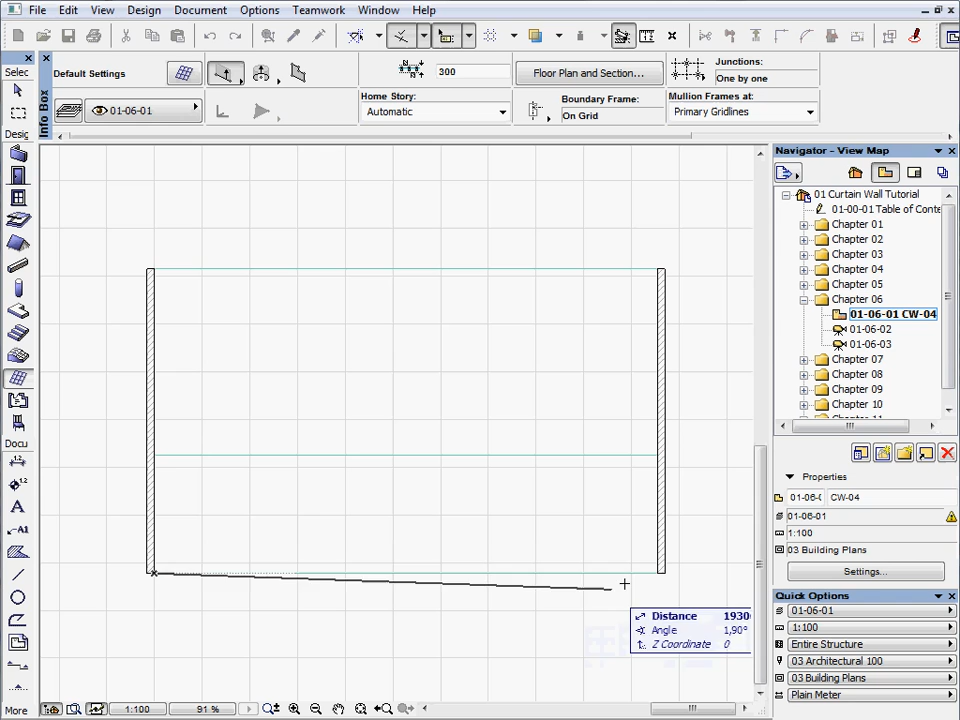 File Edit View Design Document Options Teamwork Window Help
Selec
Default Settings
300
Floor Plan and Section...
Junctions:
One by one
Info Box
01-06-01
Home Story:
Automatic
Boundary Frame:
On Grid
Mullion Frames at:
Primary Gridlines
Desig
Navigator - View Map
01 Curtain Wall Tutorial
01-00-01 Table of Conte
Chapter 01
Chapter 02
Chapter 03
Chapter 04
Chapter 05
Chapter 06
01-06-01 CW-04
01-06-02
01-06-03
Chapter 07
Chapter 08
Chapter 09
Chapter 10
Docu
A
A1
Properties
01-06-( CW-04
01-06-01
1:100
03 Building Plans
Settings...
Quick Options
01-06-01
1:100
Entire Structure
03 Architectural 100
03 Building Plans
Plain Meter
Distance 1930
Angle 1,90°
Z Coordinate 0
More
1:100
91 %